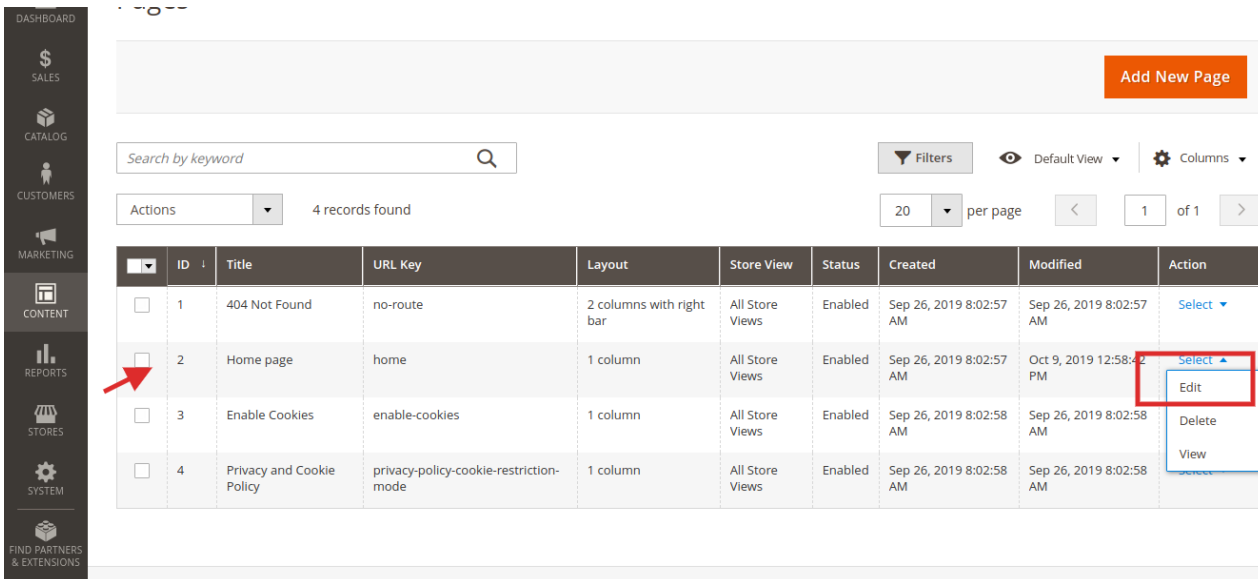 Pages
DASHBOARD
SALES
CATALOG
CUSTOMERS
MARKETING
CONTENT
REPORTS
STORES
SYSTEM
FIND PARTNERS
& EXTENSIONS
Add New Page
Search by keyword
Filters Default View Columns
Actions 4 records found 20 per page 1 of 1
ID Title URL Key Layout Store View Status Created Modified Action
1 404 Not Found no-route 2 columns with right All Store Enabled Sep 26, 2019 8:02:57 Sep 26, 2019 8:02:57 Select
bar Views AM AM
2 Home page home 1 column All Store Enabled Sep 26, 2019 8:02:57 Oct 9, 2019 12:58:42 Select
Views AM PM
Edit
3 Enable Cookies enable-cookies 1 column All Store Enabled Sep 26, 2019 8:02:58 Sep 26, 2019 8:02:58
Views AM AM
Delete
View
4 Privacy and Cookie privacy-policy-cookie-restriction- 1 column All Store Enabled Sep 26, 2019 8:02:58 Sep 26, 2019 8:02:58 Select
Policy mode Views AM AM